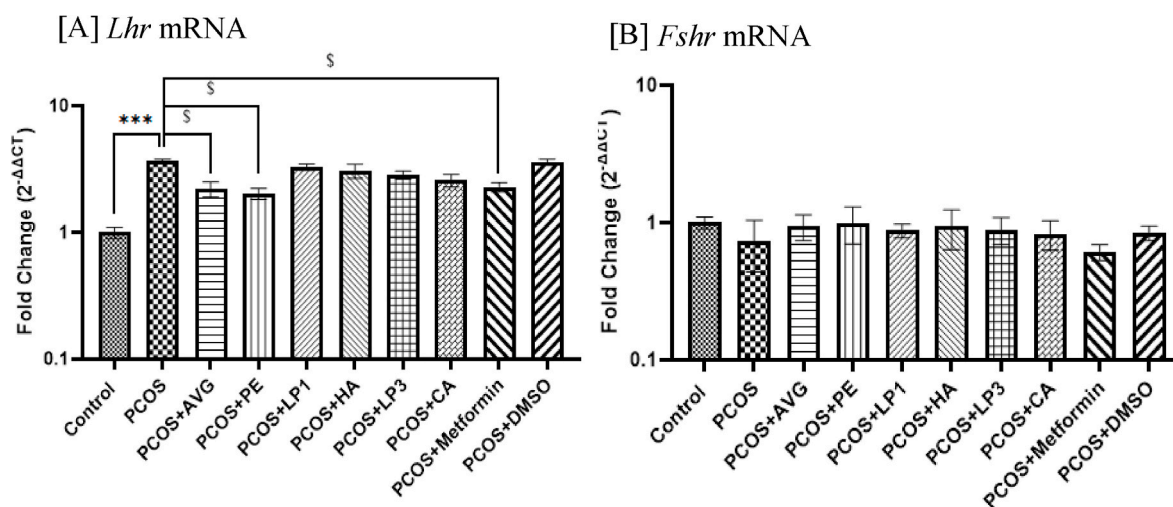 [A] Lhr mRNA
$
$
*** $
10
1
0.1
Fold Change (2^-ΔΔCT)
Control
PCOS
PCOS+AVG
PCOS+PE
PCOS+LP1
PCOS+HA
PCOS+LP3
PCOS+CA
PCOS+Metformin
PCOS+DMSO
[B] Fshr mRNA
10
1
0.1
Fold Change (2^-ΔΔCT)
Control
PCOS
PCOS+AVG
PCOS+PE
PCOS+LP1
PCOS+HA
PCOS+LP3
PCOS+CA
PCOS+Metformin
PCOS+DMSO